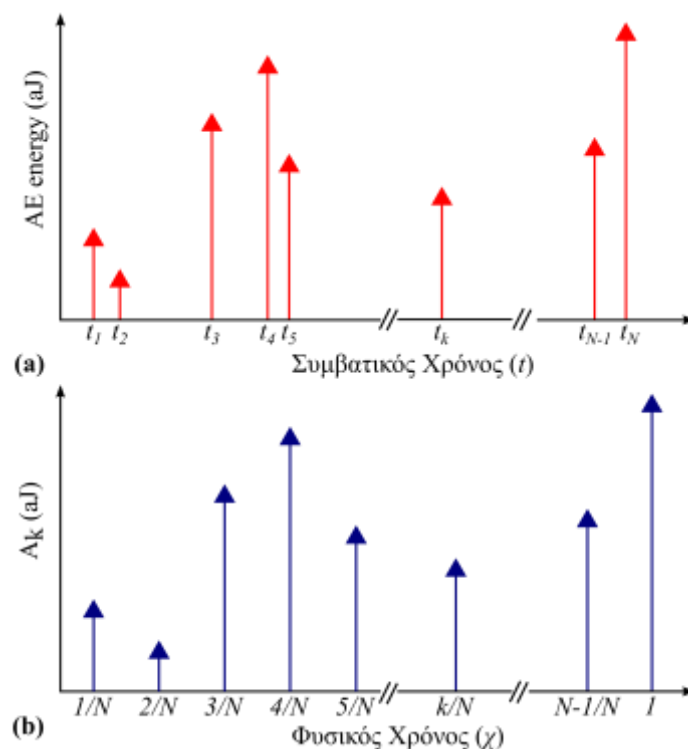 AE energy (aJ)
t1 t2 t3 t4 t5 tk tN-1 tN
(a) Συμβατικός Χρόνος (t)
Ak (aJ)
1/N 2/N 3/N 4/N 5/N k/N N-1/N 1
(b) Φυσικός Χρόνος (χ)